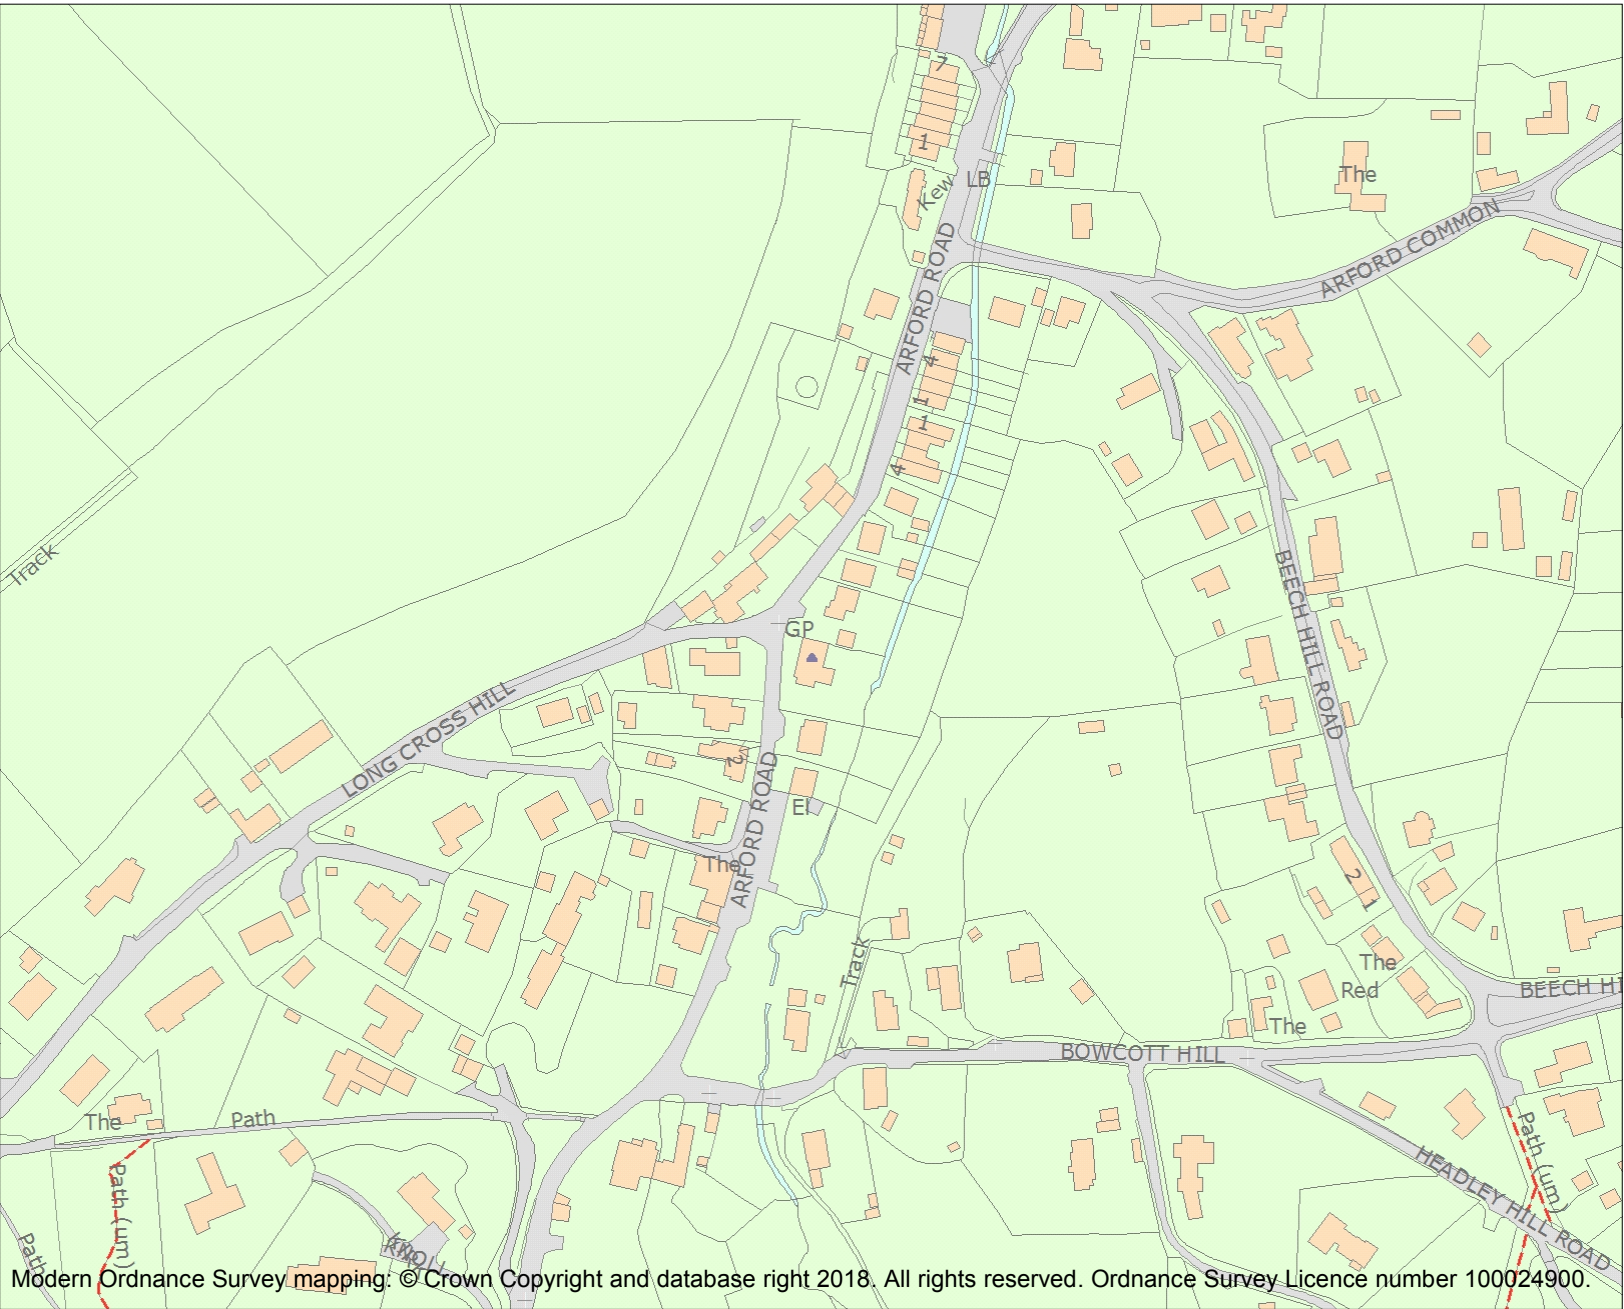 7
1
Kew
LB
The
ARFORD COMMON
ARFORD ROAD
4
1
1
4
Track
GP
BEECH HILL ROAD
LONG CROSS HILL
2
ARFORD ROAD
El
The
2
1
Track
The
Red
BEECH HI
The
BOWCOTT HILL
The
Path
Path (um)
Path (um)
HEADLEY HILL ROAD
Path
KNOLL
Modern Ordnance Survey mapping: © Crown Copyright and database right 2018. All rights reserved. Ordnance Survey Licence number 100024900.